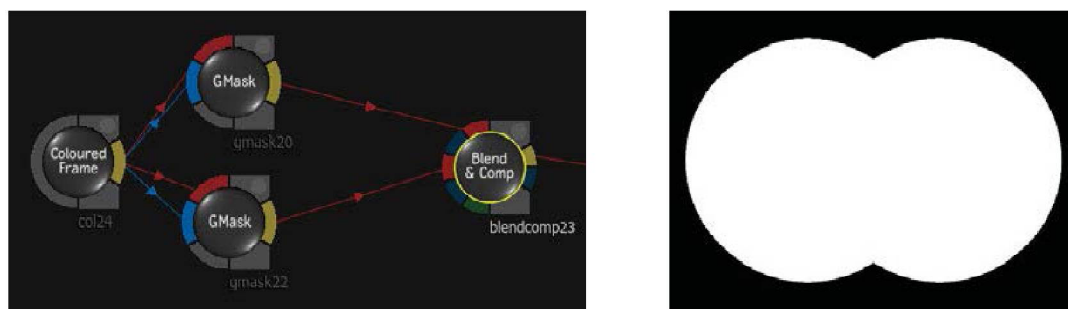 GMask
gmask20
Coloured
Frame
col24
Blend
& Comp
blendcomp23
GMask
gmask22